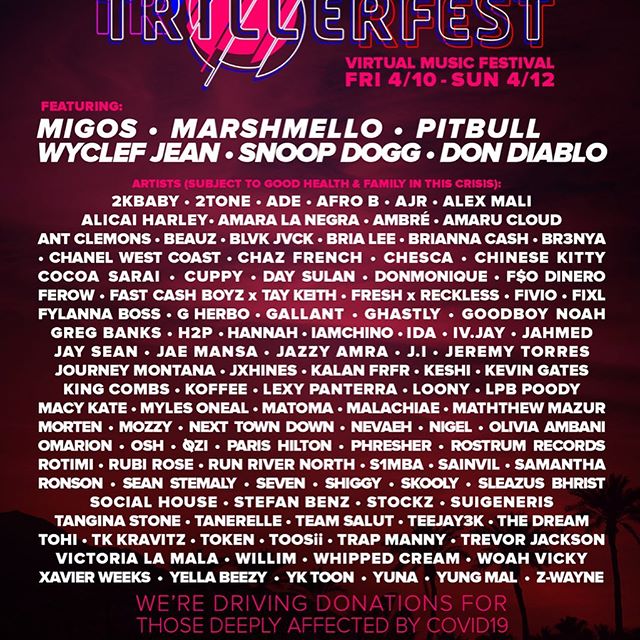 TRILLERFEST
VIRTUAL MUSIC FESTIVAL
FRI 4/10 - SUN 4/12
FEATURING:
MIGOS • MARSHMELLO • PITBULL
WYCLEF JEAN • SNOOP DOGG • DON DIABLO
ARTISTS (SUBJECT TO GOOD HEALTH & FAMILY IN THIS CRISIS):
2KBABY • 2TONE • ADE • AFRO B • AJR • ALEX MALI
ALICAI HARLEY • AMARA LA NEGRA • AMBRÉ • AMARU CLOUD
ANT CLEMONS • BEAUZ • BLVK JVCK • BRIA LEE • BRIANNA CASH • BR3NYA
• CHANEL WEST COAST • CHAZ FRENCH • CHESCA • CHINESE KITTY
COCOA SARAI • CUPPY • DAY SULAN • DONMONIQUE • F$O DINERO
FEROW • FAST CASH BOYZ x TAY KEITH • FRESH x RECKLESS • FIVIO • FIXL
FYLANNA BOSS • G HERBO • GALLANT • GHASTLY • GOODBOY NOAH
GREG BANKS • H2P • HANNAH • IAMCHINO • IDA • IV.JAY • JAHMED
JAY SEAN • JAE MANSA • JAZZY AMRA • J.I • JEREMY TORRES
JOURNEY MONTANA • JXHINES • KALAN FRFR • KESHI • KEVIN GATES
KING COMBS • KOFFEE • LEXY PANTERRA • LOONY • LPB POODY
MACY KATE • MYLES ONEAL • MATOMA • MALACHIAE • MATHTHEW MAZUR
MORTEN • MOZZY • NEXT TOWN DOWN • NEVAEH • NIGEL • OLIVIA AMBANI
OMARION • OSH • QZI • PARIS HILTON • PHRESHER • ROSTRUM RECORDS
ROTIMI • RUBI ROSE • RUN RIVER NORTH • S1MBA • SAINVIL • SAMANTHA
RONSON • SEAN STEMALY • SEVEN • SHIGGY • SKOOLY • SLEAZUS BHRIST
SOCIAL HOUSE • STEFAN BENZ • STOCKZ • SUIGENERIS
TANGINA STONE • TANERELLE • TEAM SALUT • TEEJAY3K • THE DREAM
TOHI • TK KRAVITZ • TOKEN • TOOSii • TRAP MANNY • TREVOR JACKSON
VICTORIA LA MALA • WILLIM • WHIPPED CREAM • WOAH VICKY
XAVIER WEEKS • YELLA BEEZY • YK TOON • YUNA • YUNG MAL • Z-WAYNE
WE'RE DRIVING DONATIONS FOR
THOSE DEEPLY AFFECTED BY COVID19